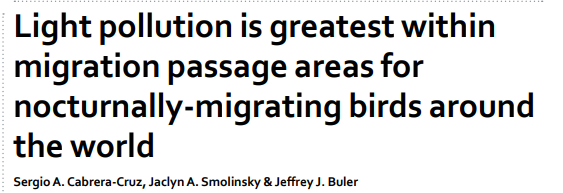 Light pollution is greatest within
migration passage areas for
nocturnally-migrating birds around
the world
Sergio A. Cabrera-Cruz, Jaclyn A. Smolinsky & Jeffrey J. Buler